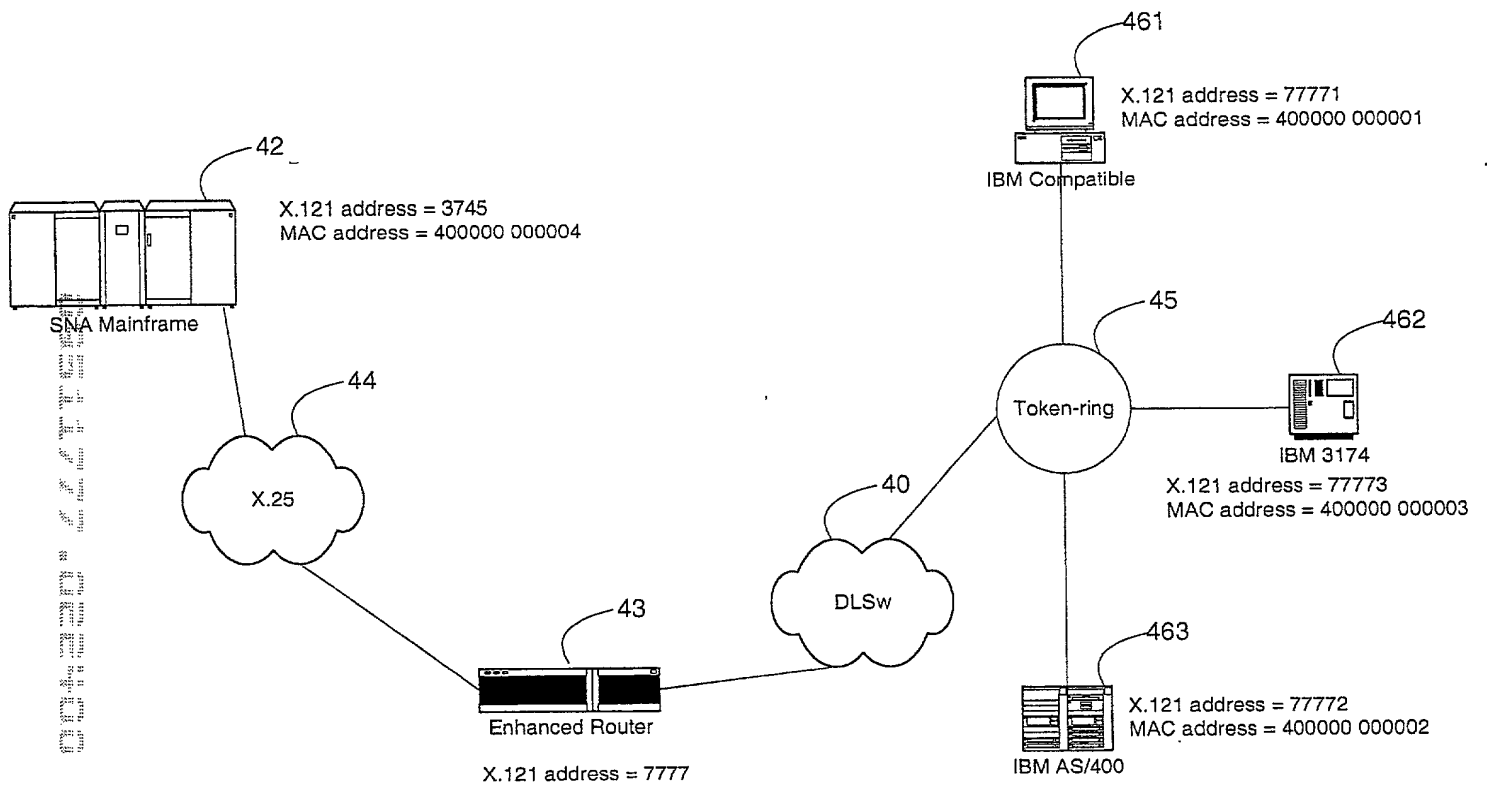 461
X.121 address = 77771
MAC address = 400000 000001
IBM Compatible
42
X.121 address = 3745
MAC address = 400000 000004
SNA Mainframe
45
Token-ring
462
IBM 3174
X.121 address = 77773
MAC address = 400000 000003
44
X.25
40
DLSw
43
Enhanced Router
X.121 address = 7777
463
X.121 address = 77772
MAC address = 400000 000002
IBM AS/400